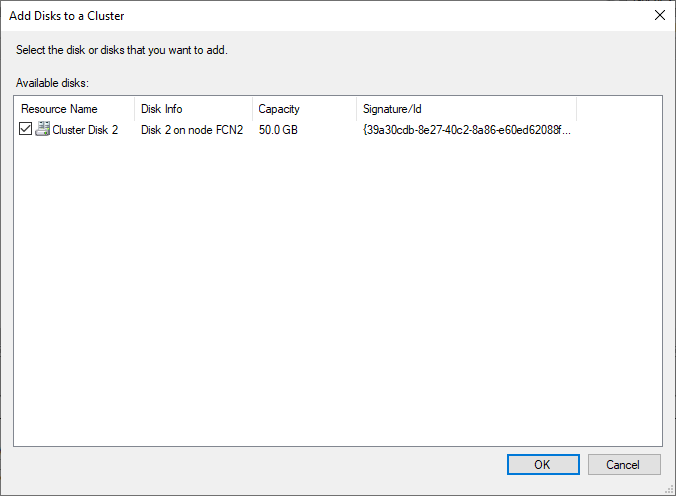 Add Disks to a Cluster
Select the disk or disks that you want to add.
Available disks:
Resource Name Disk Info Capacity Signature/Id
Cluster Disk 2 Disk 2 on node FCN2 50.0 GB {39a30cdb-8e27-40c2-8a86-e60ed62088f...
OK Cancel